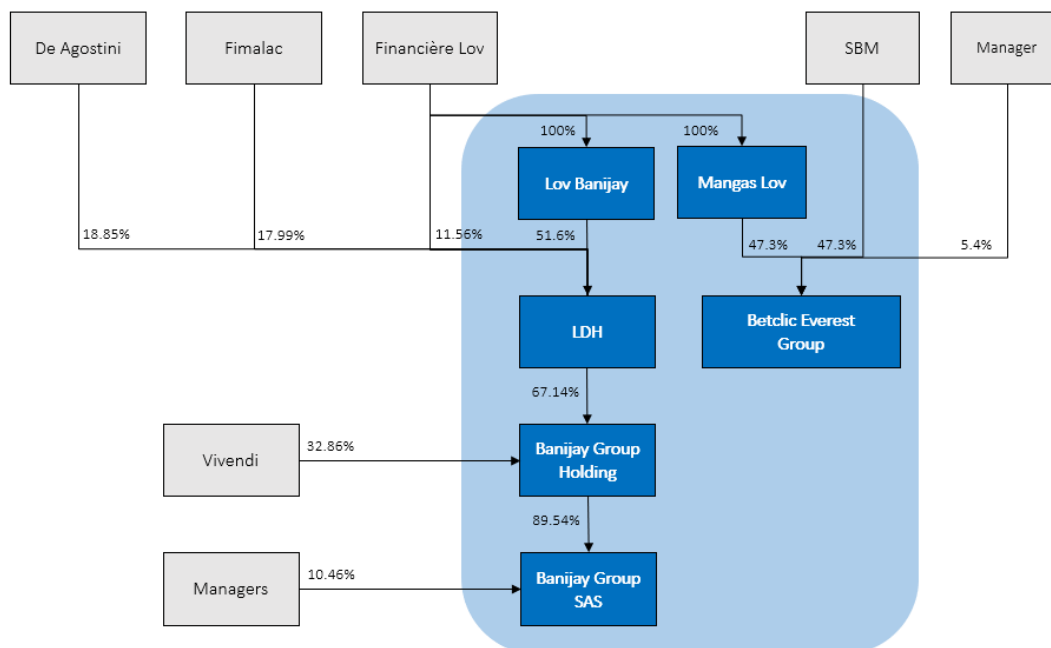 De Agostini
Fimalac
Financière Lov
SBM
Manager
100%
100%
Lov Banijay
Mangas Lov
18.85%
17.99%
11.56%
51.6%
47.3%
47.3%
5.4%
LDH
Betclic Everest
Group
67.14%
Vivendi
32.86%
Banijay Group
Holding
89.54%
Managers
10.46%
Banijay Group
SAS